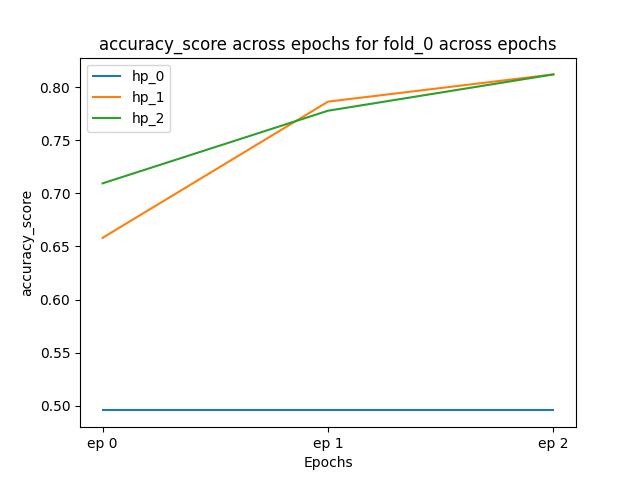 accuracy_score across epochs for fold_0 across epochs
hp_0
hp_1
hp_2
accuracy_score
0.80
0.75
0.70
0.65
0.60
0.55
0.50
ep 0
ep 1
ep 2
Epochs